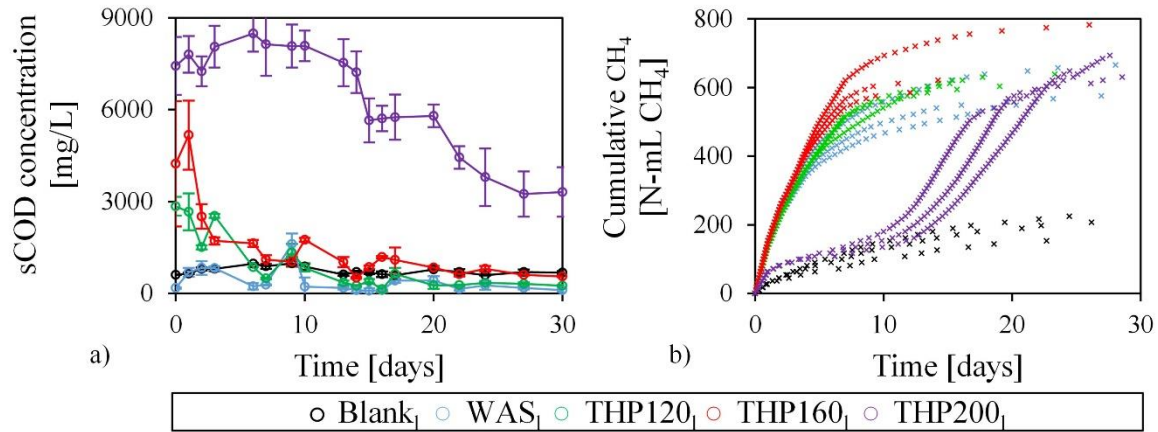 sCOD concentration
[mg/L]
9000
6000
3000
0
0
10
20
30
a)
Time [days]
Cumulative CH4
[N-mL CH4]
800
600
400
200
0
0
10
20
30
b)
Time [days]
Blank WAS THP120 THP160 THP200